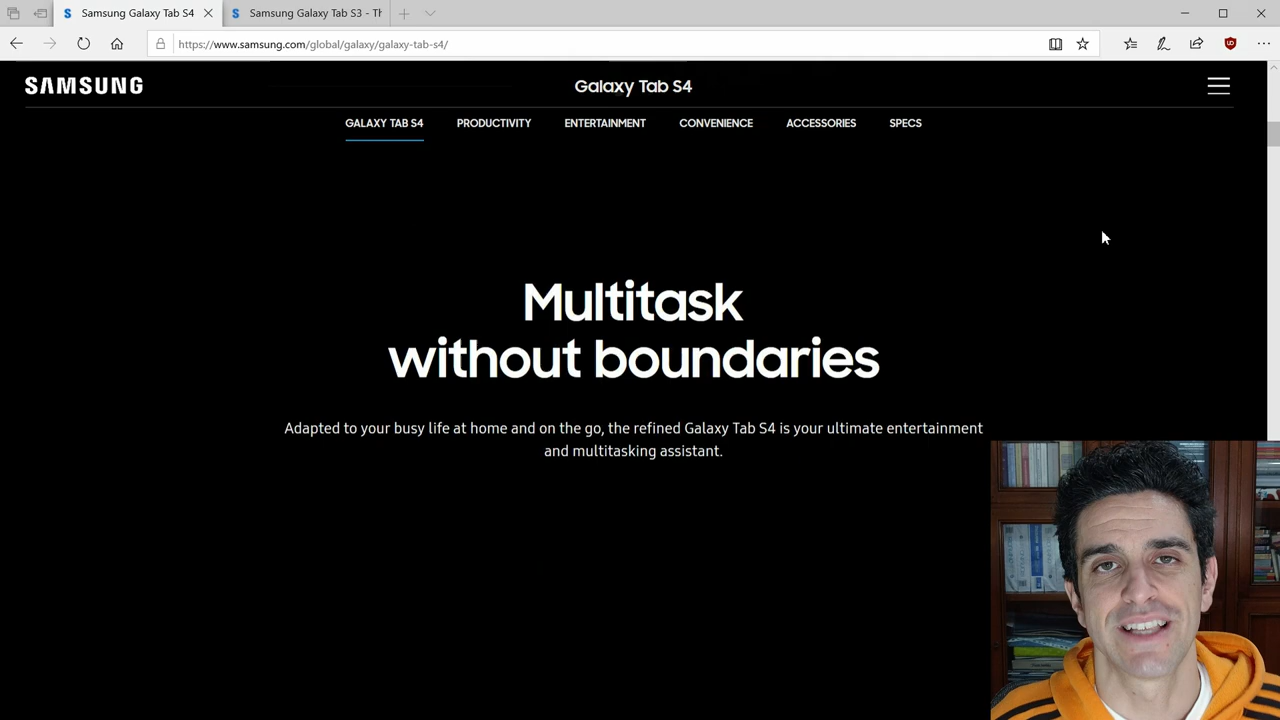 Samsung Galaxy Tab S4
Samsung Galaxy Tab S3 - Th
https://www.samsung.com/global/galaxy/galaxy-tab-s4/
SAMSUNG
Galaxy Tab S4
GALAXY TAB S4 PRODUCTIVITY ENTERTAINMENT CONVENIENCE ACCESSORIES SPECS
Multitask
without boundaries
Adapted to your busy life at home and on the go, the refined Galaxy Tab S4 is your ultimate entertainment
and multitasking assistant.